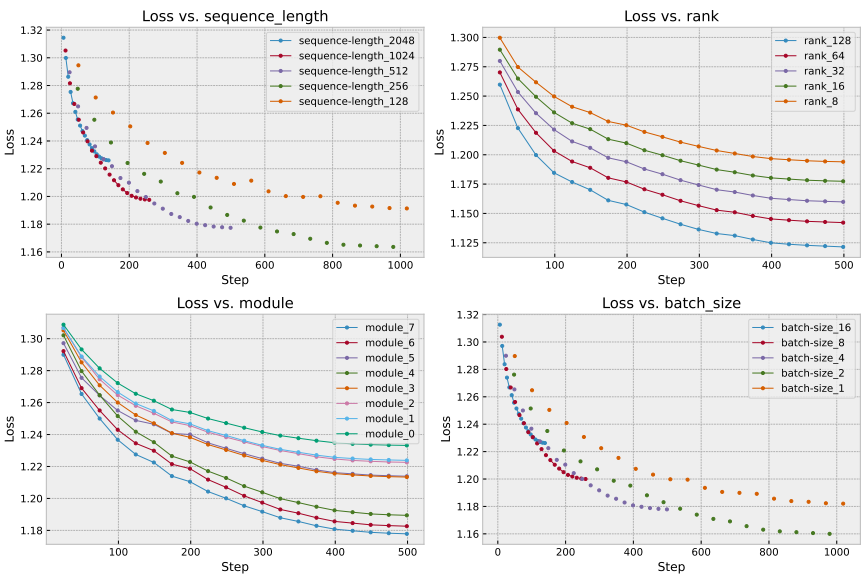 Loss vs. sequence_length
1.32
1.30
1.28
1.26
1.24
1.22
1.20
1.18
1.16
Loss
0
200
400
600
800
1000
Step
sequence-length_2048
sequence-length_1024
sequence-length_512
sequence-length_256
sequence-length_128
Loss vs. rank
1.300
1.275
1.250
1.225
1.200
1.175
1.150
1.125
Loss
100
200
300
400
500
Step
rank_128
rank_64
rank_32
rank_16
rank_8
Loss vs. module
1.30
1.28
1.26
1.24
1.22
1.20
1.18
Loss
100
200
300
400
500
Step
module_7
module_6
module_5
module_4
module_3
module_2
module_1
module_0
Loss vs. batch_size
1.32
1.30
1.28
1.26
1.24
1.22
1.20
1.18
1.16
Loss
0
200
400
600
800
1000
Step
batch-size_16
batch-size_8
batch-size_4
batch-size_2
batch-size_1